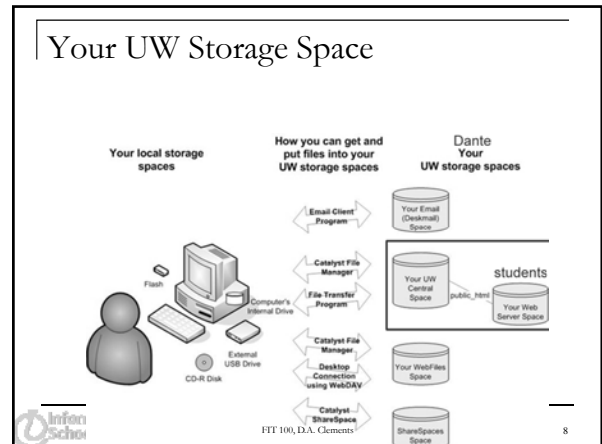 Your UW Storage Space
Your local storage
spaces
How you can get and
put files into your
UW storage spaces
Dante
Your
UW storage spaces
Email Client
Program
Your Email
(Deskmail)
Space
Catalyst File
Manager
File Transfer
Program
Your UW
Central
Space
public_html
students
Your Web
Server Space
Flash
Computer's
Internal Drive
External
USB Drive
CD-R Disk
Catalyst File
Manager
Desktop
Connection
using WebDAV
Your WebFiles
Space
Catalyst
ShareSpace
ShareSpaces
Space
FIT 100, D.A. Clements
8